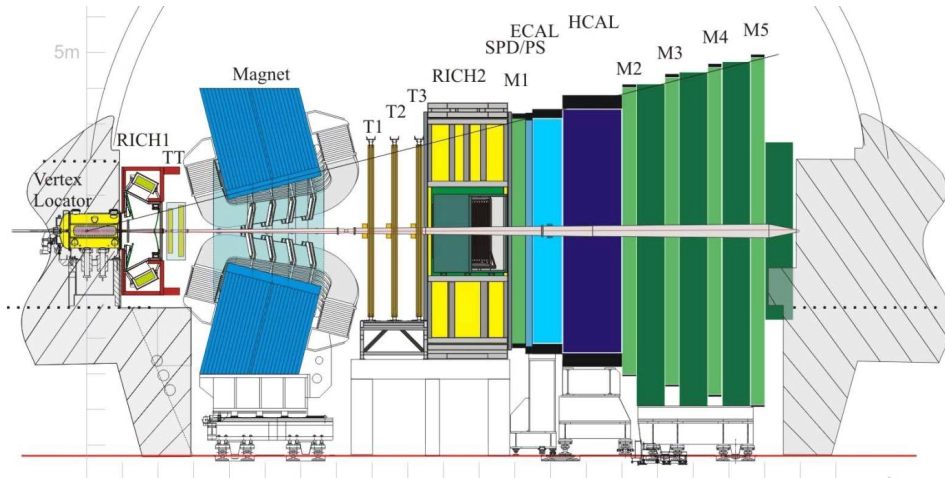 5m
Vertex
Locator
RICH1
TT
Magnet
T1
T2
T3
RICH2
M1
SPD/PS
ECAL
HCAL
M2
M3
M4
M5